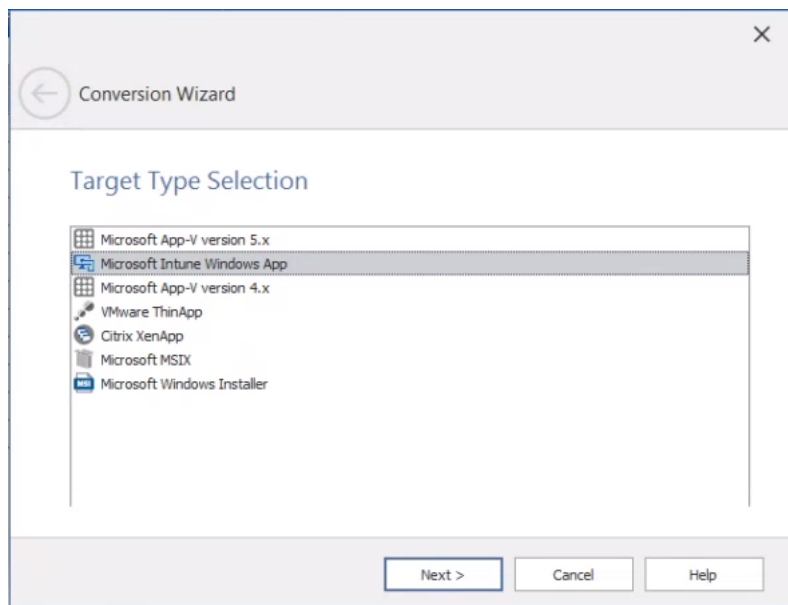 Conversion Wizard
Target Type Selection
Microsoft App-V version 5.x
Microsoft Intune Windows App
Microsoft App-V version 4.x
VMware ThinApp
Citrix XenApp
Microsoft MSIX
MSI Microsoft Windows Installer
Next >
Cancel
Help